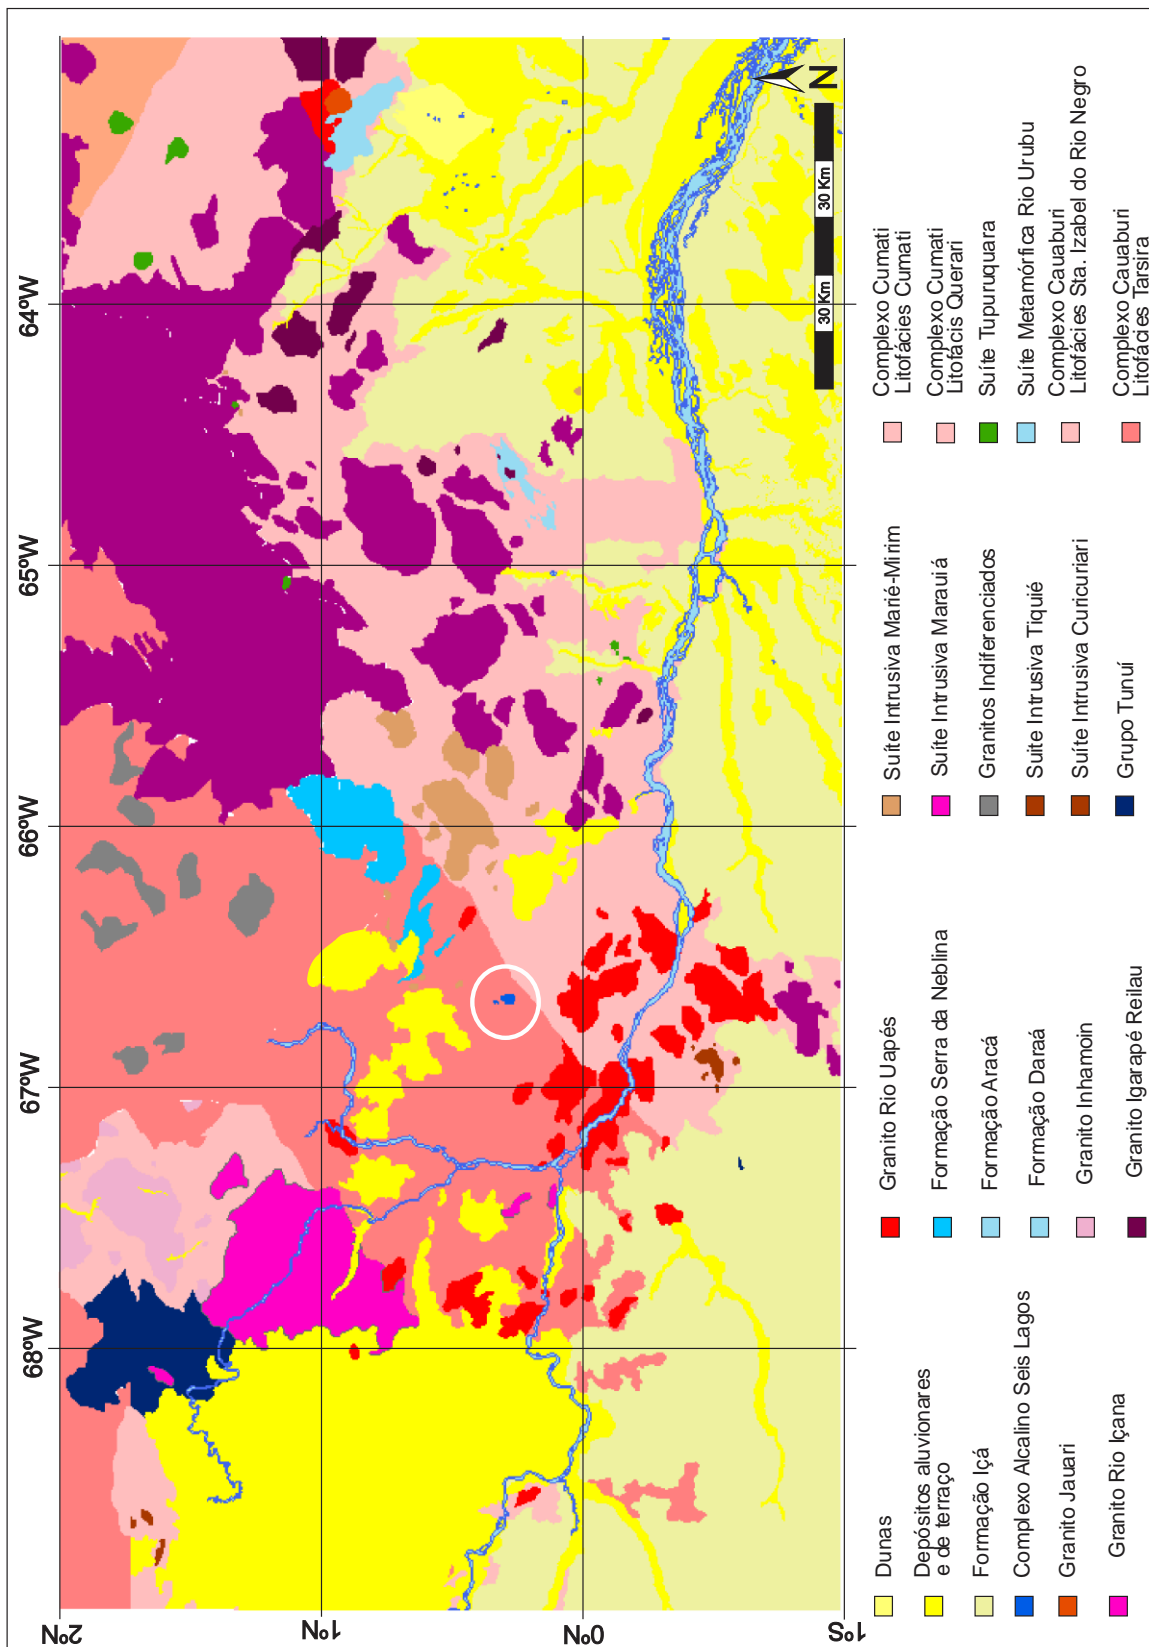 68ºW
67ºW
66ºW
65ºW
64ºW
2ºN
1ºN
0ºN
1ºS
N
30 Km
30 Km
Dunas
Depósitos aluvionares
e de terraço
Formação Içá
Complexo Alcalino Seis Lagos
Granito Jauari
Granito Rio Içana
Granito Rio Uapés
Formação Serra da Neblina
Formação Aracá
Formação Daraá
Granito Inhamoin
Granito Igarapé Reilau
Suíte Intrusiva Marié-Mirim
Suíte Intrusiva Marauiá
Granitos Indiferenciados
Suíte Intrusiva Tiquié
Suíte Intrusiva Curicuriari
Grupo Tunuí
Complexo Cumati
Litofácies Cumati
Complexo Cumati
Litofácis Querari
Suíte Tapuruquara
Suíte Metamórfica Rio Urubu
Complexo Cauaburi
Litofácies Sta. Izabel do Rio Negro
Complexo Cauaburi
Litofácies Tarsira